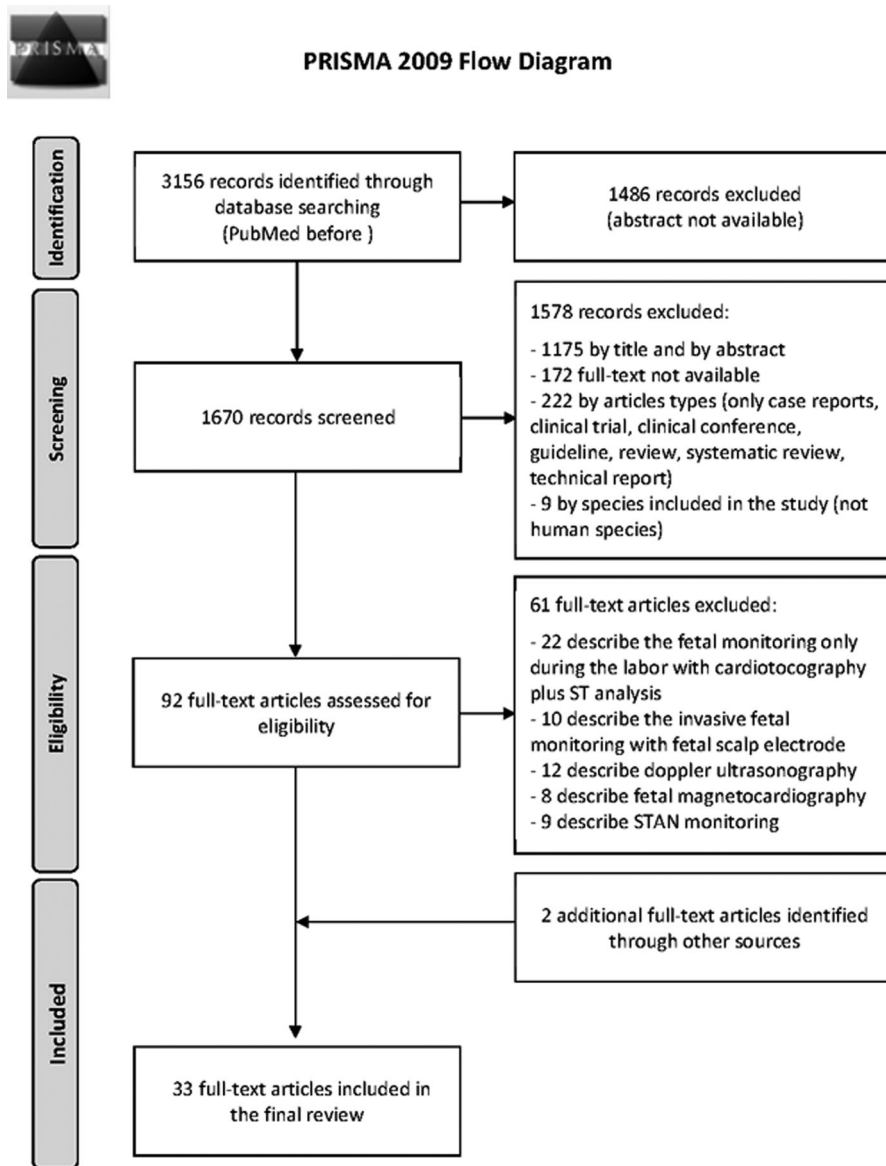 PRISMA
PRISMA 2009 Flow Diagram
Identification
3156 records identified through
database searching
(PubMed before )
1486 records excluded
(abstract not available)
Screening
1670 records screened
1578 records excluded:
- 1175 by title and by abstract
- 172 full-text not available
- 222 by articles types (only case reports,
clinical trial, clinical conference,
guideline, review, systematic review,
technical report)
- 9 by species included in the study (not
human species)
Eligibility
92 full-text articles assessed for
eligibility
61 full-text articles excluded:
- 22 describe the fetal monitoring only
during the labor with cardiotocography
plus ST analysis
- 10 describe the invasive fetal
monitoring with fetal scalp electrode
- 12 describe doppler ultrasonography
- 8 describe fetal magnetocardiography
- 9 describe STAN monitoring
2 additional full-text articles identified
through other sources
Included
33 full-text articles included in
the final review